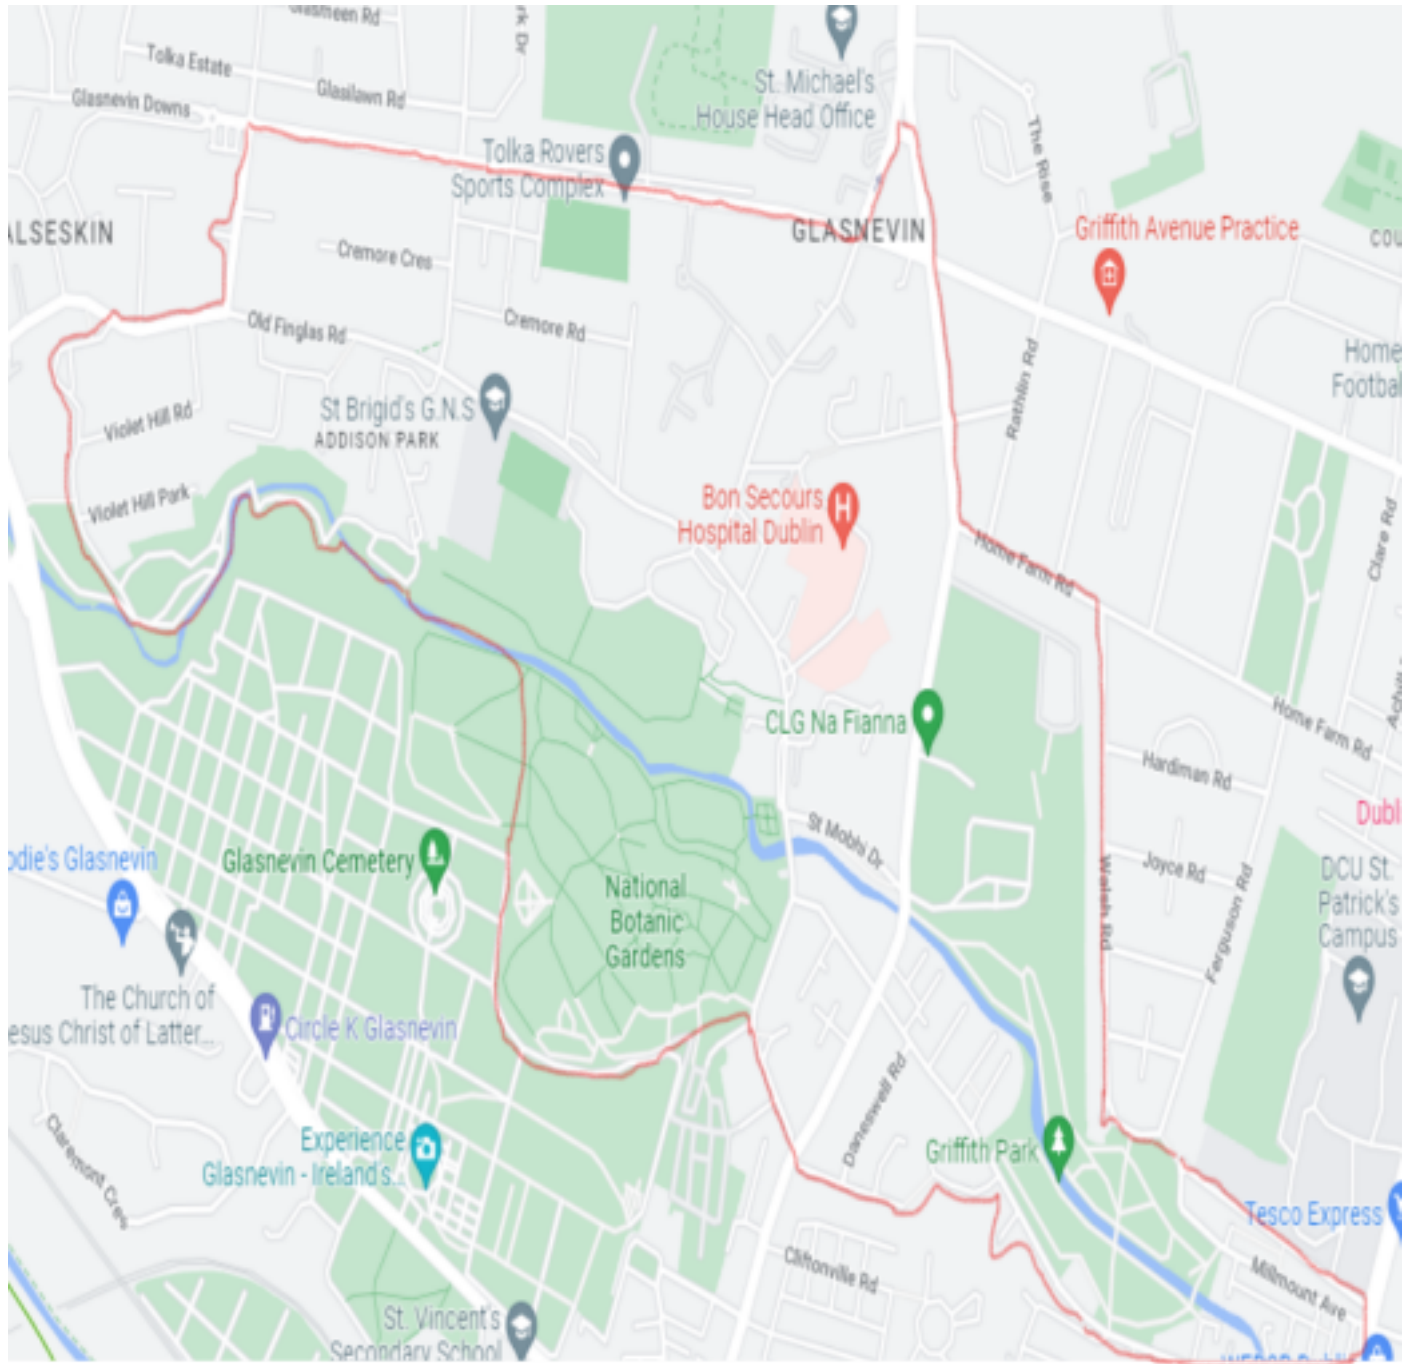 Tolka Estate
Glasilawn Rd
Glasnevin Downs
St. Michael's
House Head Office
The Rise
Tolka Rovers
Sports Complex
GLASNEVIN
Griffith Avenue Practice
Cremore Cres
Cremore Rd
Old Finglas Rd
Rathlin Rd
Home
Footbal
St Brigid's G.N.S
ADDISON PARK
Violet Hill Rd
Violet Hill Park
Bon Secours
Hospital Dublin
Home Farm Rd
Clare Rd
CLG Na Fianna
Home Farm Rd
Hardiman Rd
St Mobhi Dr
Joyce Rd
Walsh Rd
Ferguson Rd
DCU St.
Patrick's
Campus
odie's Glasnevin
Glasnevin Cemetery
National
Botanic
Gardens
The Church of
esus Christ of Latter...
Circle K Glasnevin
Daneswell Rd
Claremont Cres
Experience
Glasnevin - Ireland's...
Griffith Park
Tesco Express
Cliftonville Rd
Millmount Ave
St. Vincent's
Secondary School